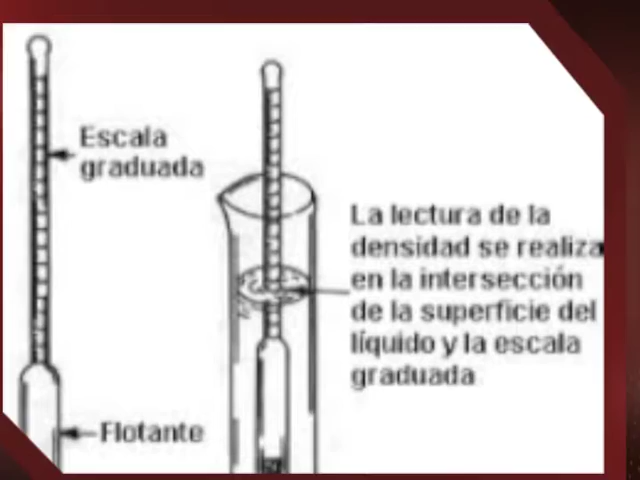 Escala
graduada
La lectura de la
densidad se realiza
en la intersección
de la superficie del
líquido y la escala
graduada
Flotante